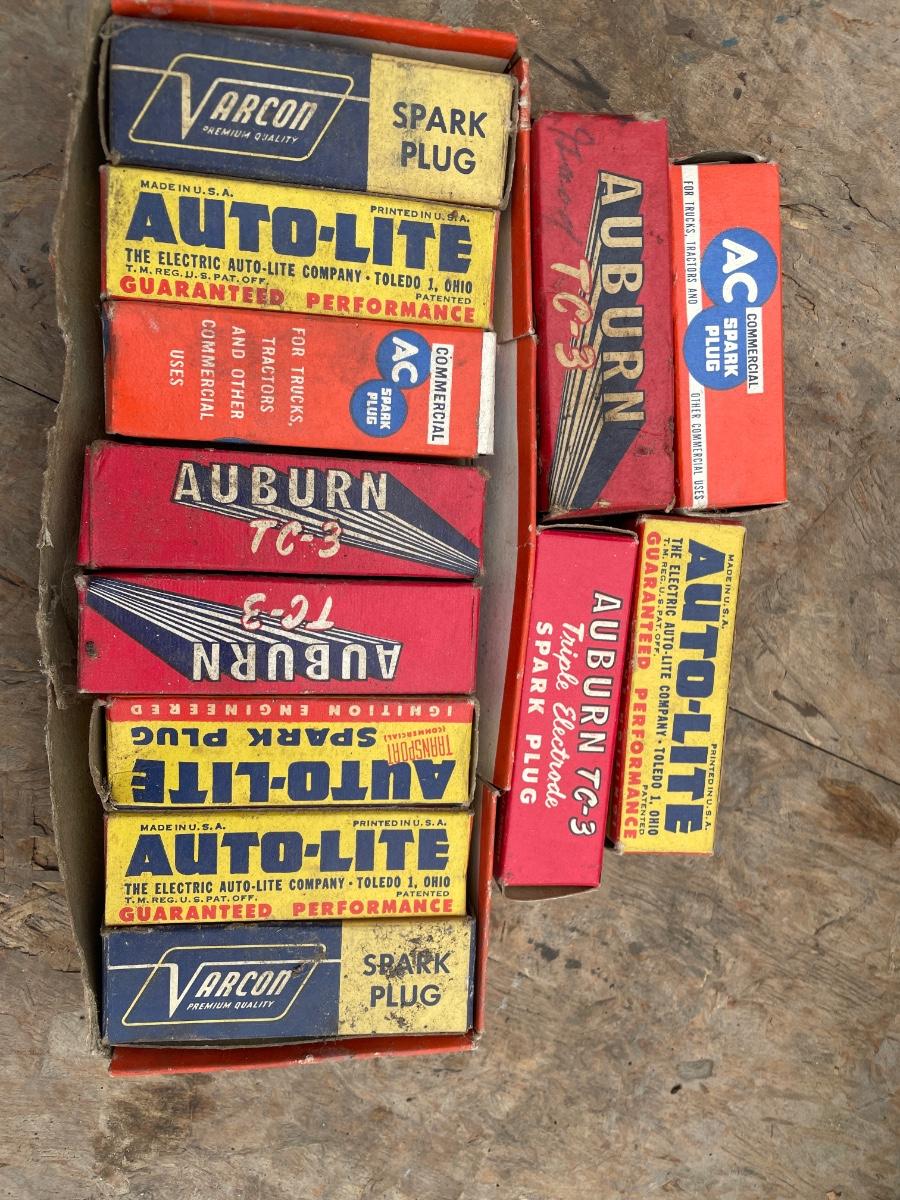 VARCON
PREMIUM QUALITY
SPARK
PLUG
MADE IN U.S.A.
PRINTED IN U.S.A.
AUTO-LITE
THE ELECTRIC AUTO-LITE COMPANY · TOLEDO 1, OHIO
T.M. REG. U.S. PAT. OFF.
PATENTED
GUARANTEED PERFORMANCE
FOR TRUCKS,
TRACTORS
AND OTHER
COMMERCIAL
USES
AC
SPARK
PLUG
COMMERCIAL
AUBURN
TC-3
AUBURN
TC-3
AUTO-LITE
TRANSPORT
(COMMERCIAL)
SPARK PLUG
IGNITION ENGINEERED
MADE IN U.S.A.
PRINTED IN U.S.A.
AUTO-LITE
THE ELECTRIC AUTO-LITE COMPANY · TOLEDO 1, OHIO
T.M. REG. U.S. PAT. OFF.
PATENTED
GUARANTEED PERFORMANCE
VARCON
PREMIUM QUALITY
SPARK
PLUG
Good
AUBURN
TC-3
AC
SPARK
PLUG
COMMERCIAL
FOR TRUCKS, TRACTORS AND OTHER COMMERCIAL USES
AUBURN TC-3
Triple Electrode
SPARK PLUG
MADE IN U.S.A.
PRINTED IN U.S.A.
AUTO-LITE
THE ELECTRIC AUTO-LITE COMPANY · TOLEDO 1, OHIO
T.M. REG. U.S. PAT. OFF.
PATENTED
GUARANTEED PERFORMANCE